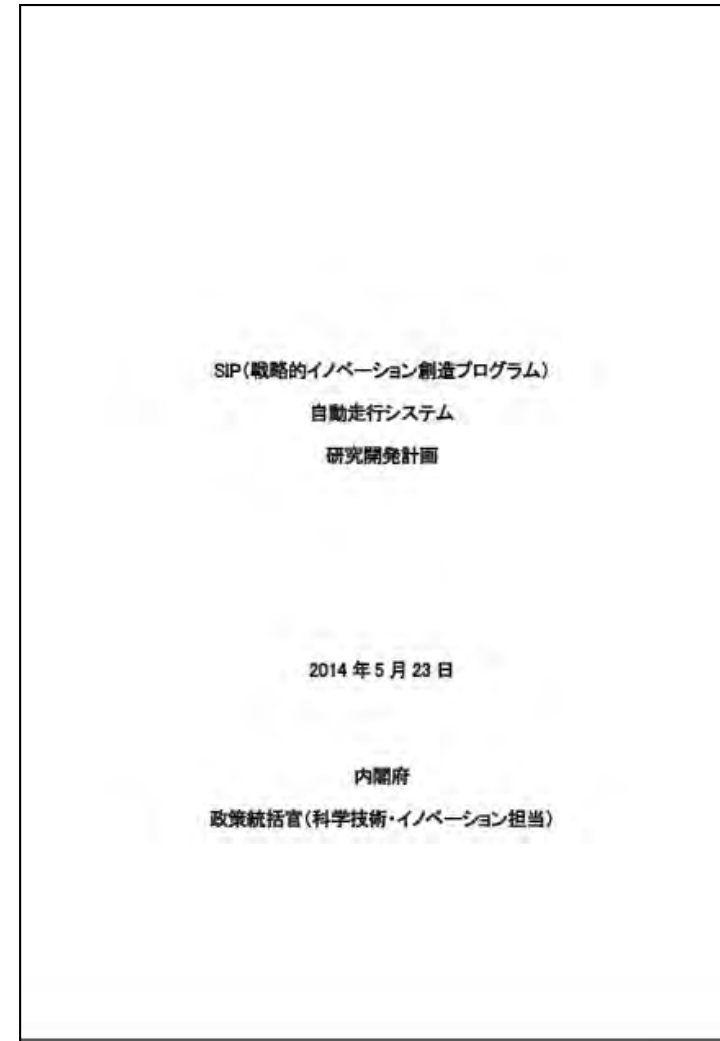 SIP(戦略的イノベーション創造プログラム)
自動走行システム
研究開発計画
2014 年 5 月 23 日
内閣府
政策統括官(科学技術・イノベーション担当)